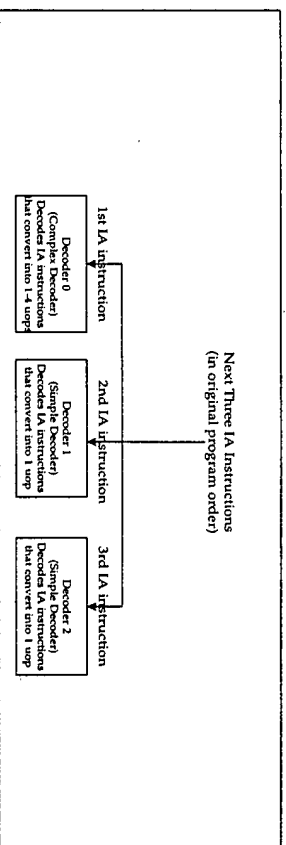 Next Three IA Instructions
(in original program order)
1st IA instruction
2nd IA instruction
3rd IA instruction
Decoder 0
(Complex Decoder)
Decodes IA instructions
that convert into 1-4 uops
Decoder 1
(Simple Decoder)
Decodes IA instructions
that convert into 1 uop
Decoder 2
(Simple Decoder)
Decodes IA instructions
that convert into 1 uop